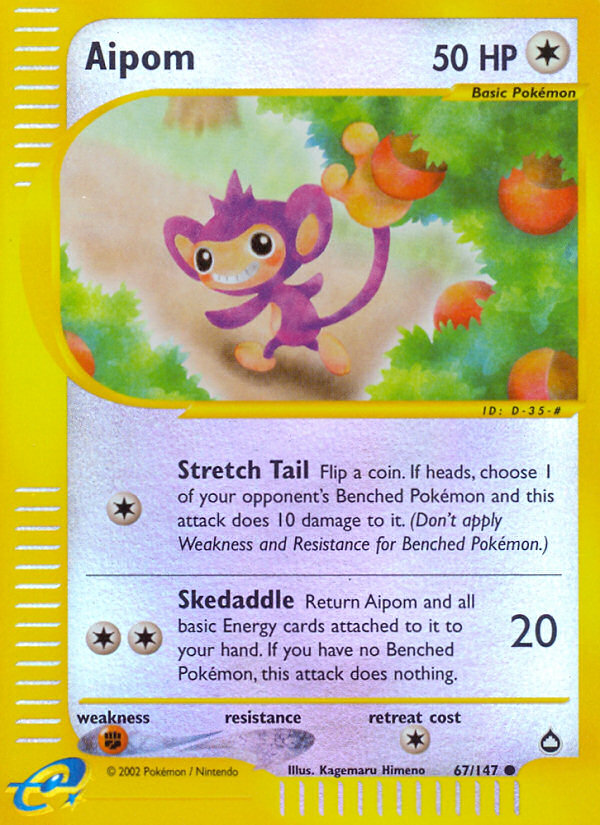 Aipom
50 HP
Basic Pokémon
ID: D-35-#
Stretch Tail Flip a coin. If heads, choose 1
of your opponent's Benched Pokémon and this
attack does 10 damage to it. (Don't apply
Weakness and Resistance for Benched Pokémon.)
Skedaddle Return Aipom and all
basic Energy cards attached to it to
your hand. If you have no Benched
Pokémon, this attack does nothing.
20
weakness resistance retreat cost
© 2002 Pokémon / Nintendo Illus. Kagemaru Himeno 67/147